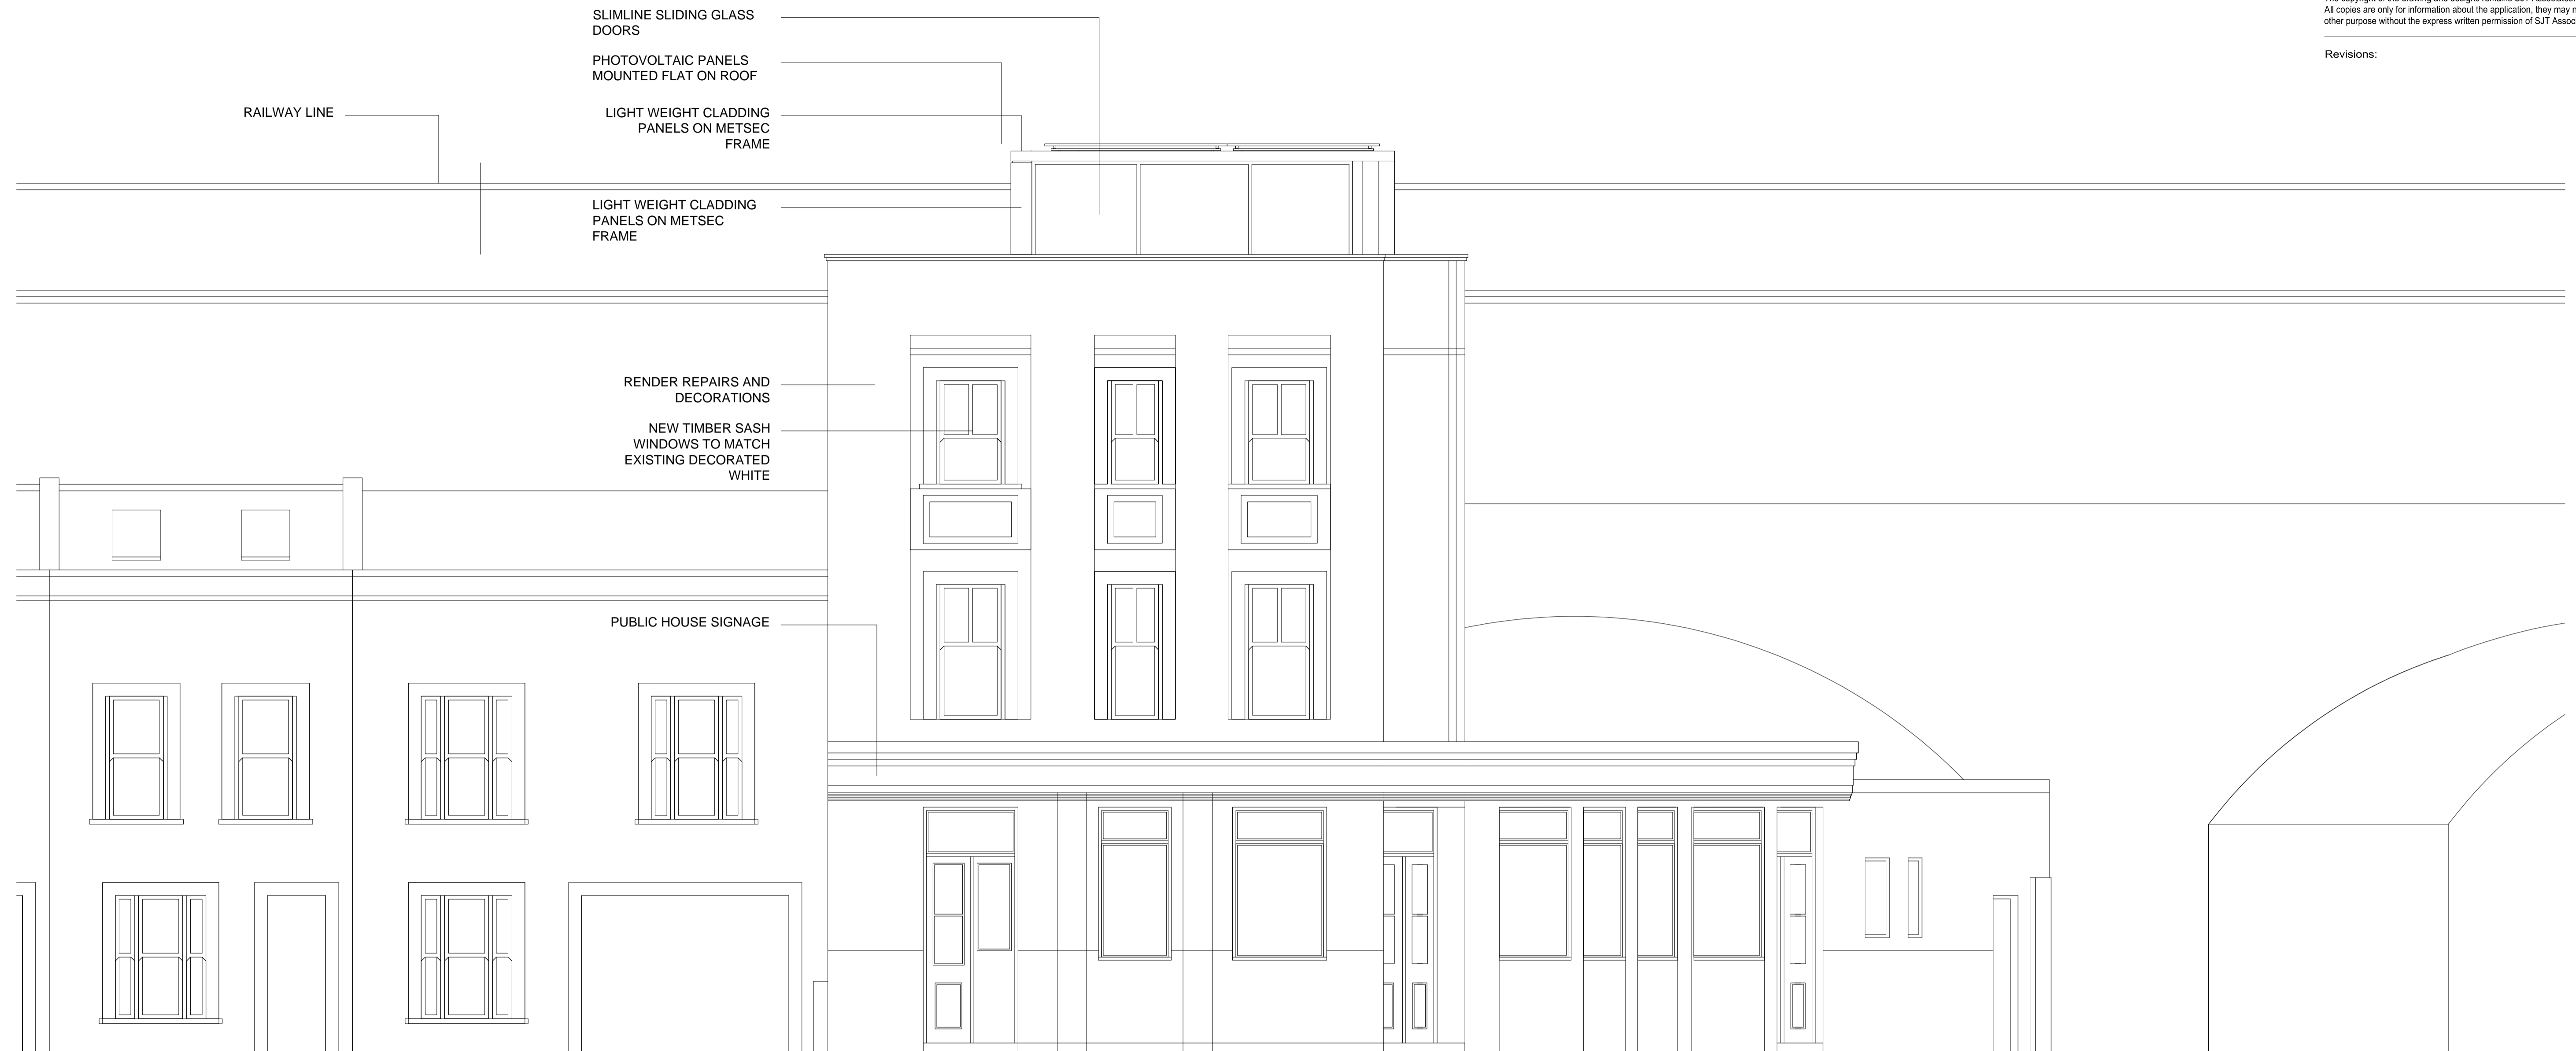 SLIMLINE SLIDING GLASS
DOORS
PHOTOVOLTAIC PANELS
MOUNTED FLAT ON ROOF
RAILWAY LINE
LIGHT WEIGHT CLADDING
PANELS ON METSEC
FRAME
LIGHT WEIGHT CLADDING
PANELS ON METSEC
FRAME
RENDER REPAIRS AND
DECORATIONS
NEW TIMBER SASH
WINDOWS TO MATCH
EXISTING DECORATED
WHITE
PUBLIC HOUSE SIGNAGE
All copies are only for information about the application, they may
other purpose without the express written permission of SJT
Revisions: